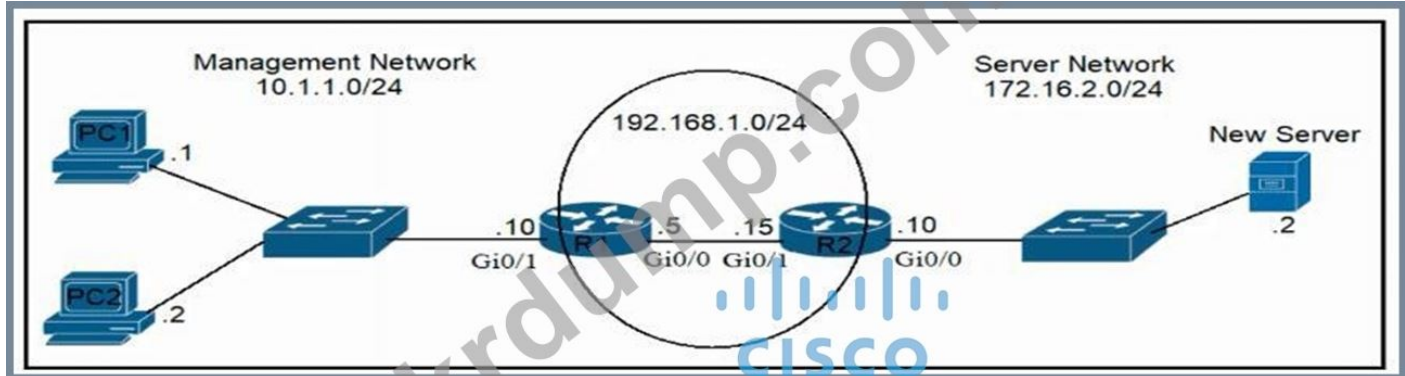 Management Network
10.1.1.0/24
Server Network
172.16.2.0/24
192.168.1.0/24
New Server
PC1
.1
.10
R1
.5
.15
R2
.10
.2
Gi0/1
Gi0/0
Gi0/1
Gi0/0
PC2
.2
krdump.com
CISCO